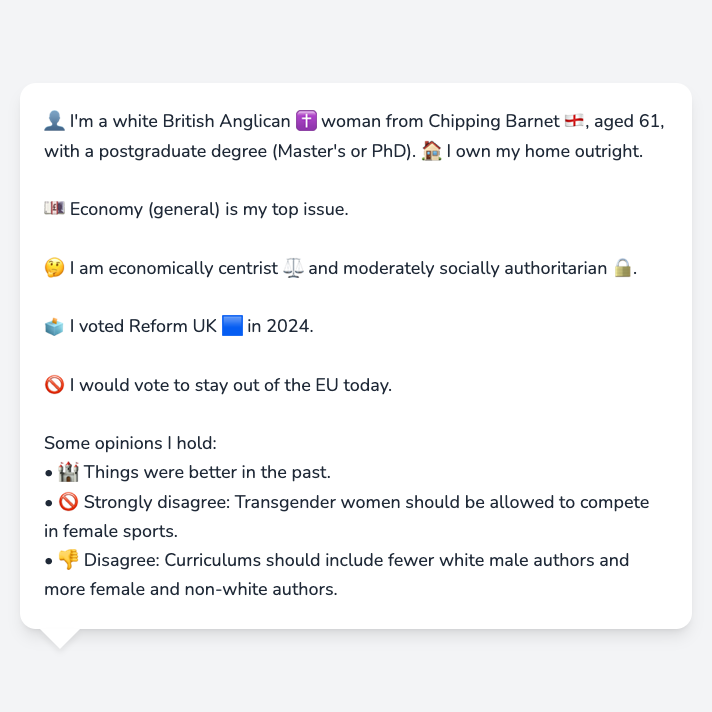 👤 I'm a white British Anglican ✝️ woman from Chipping Barnet 🏴󠁧󠁢󠁥󠁮󠁧󠁿, aged 61,
with a postgraduate degree (Master's or PhD). 🏠 I own my home outright.
💷 Economy (general) is my top issue.
🤔 I am economically centrist ⚖️ and moderately socially authoritarian 🔒.
🗳️ I voted Reform UK 🟦 in 2024.
🚫 I would vote to stay out of the EU today.
Some opinions I hold:
• 🏰 Things were better in the past.
• 🚫 Strongly disagree: Transgender women should be allowed to compete
in female sports.
• 👎 Disagree: Curriculums should include fewer white male authors and
more female and non-white authors.